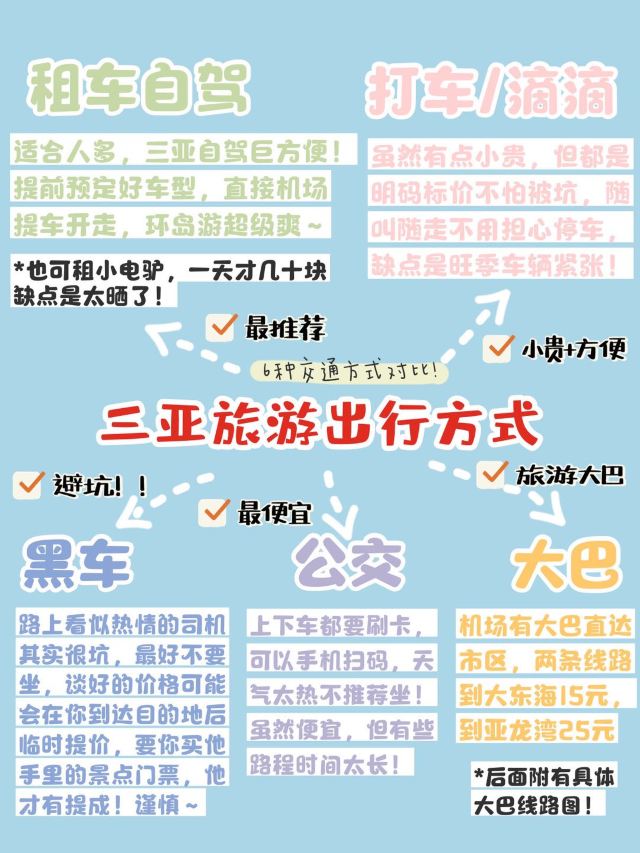 租车自驾
适合人多，三亚自驾巨方便！
提前预定好车型，直接机场
提车开走，环岛游超级爽～
*也可租小电驴，一天才几十块
缺点是太晒了！
最推荐
打车/滴滴
虽然有点小贵，但都是
明码标价不怕被坑，随
叫随走不用担心停车，
缺点是旺季车辆紧张！
小贵+方便
6种交通方式对比！
三亚旅游出行方式
避坑！！
黑车
路上看似热情的司机
其实很坑，最好不要
坐，谈好的价格可能
会在你到达目的地后
临时提价，要你买他
手里的景点门票，他
才有提成！谨慎～
最便宜
公交
上下车都要刷卡，
可以手机扫码，天
气太热不推荐坐！
虽然便宜，但有些
路程时间太长！
旅游大巴
大巴
机场有大巴直达
市区，两条线路
到大东海15元，
到亚龙湾25元
*后面附有具体
大巴线路图！